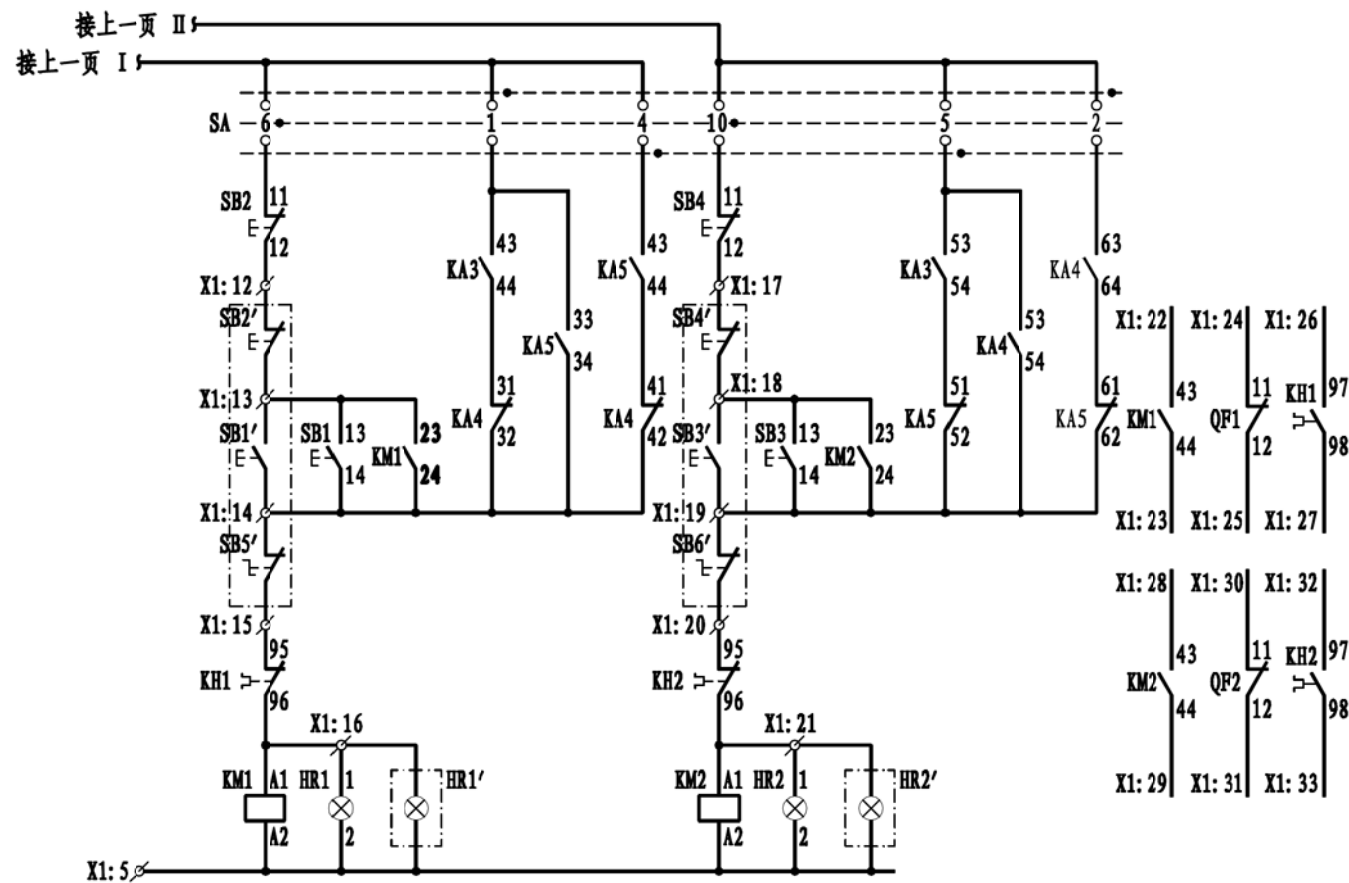 接上一页 II
接上一页 I
SA 6 1 4 10 5 2
SB2 11 SB4 11
12 12
43 43 53 63
KA3 KA5 KA3 KA4
44 44 54 64
X1:12 X1:17
SB2′ 33 SB4′ 53 X1:22 X1:24 X1:26
KA5 KA4
34 54
31 41 X1:18 51 61 43 11 KH1 97
X1:13
KA4 KA4 KA5 KA5 KM1 QF1
32 42 52 62 44 12 98
SB1′ SB1 13 23 SB3′ SB3 13 23
KM1 KM2
14 24 14 24
X1:14 X1:19 X1:23 X1:25 X1:27
SB5′ SB6′
X1:28 X1:30 X1:32
X1:15 X1:20
95 95 43 11 KH2 97
KH1 KH2 KM2 QF2
96 96 44 12 98
X1:16 X1:21
KM1 A1 HR1 1 HR1′ KM2 A1 HR2 1 HR2′ X1:29 X1:31 X1:33
A2 2 A2 2
X1:5